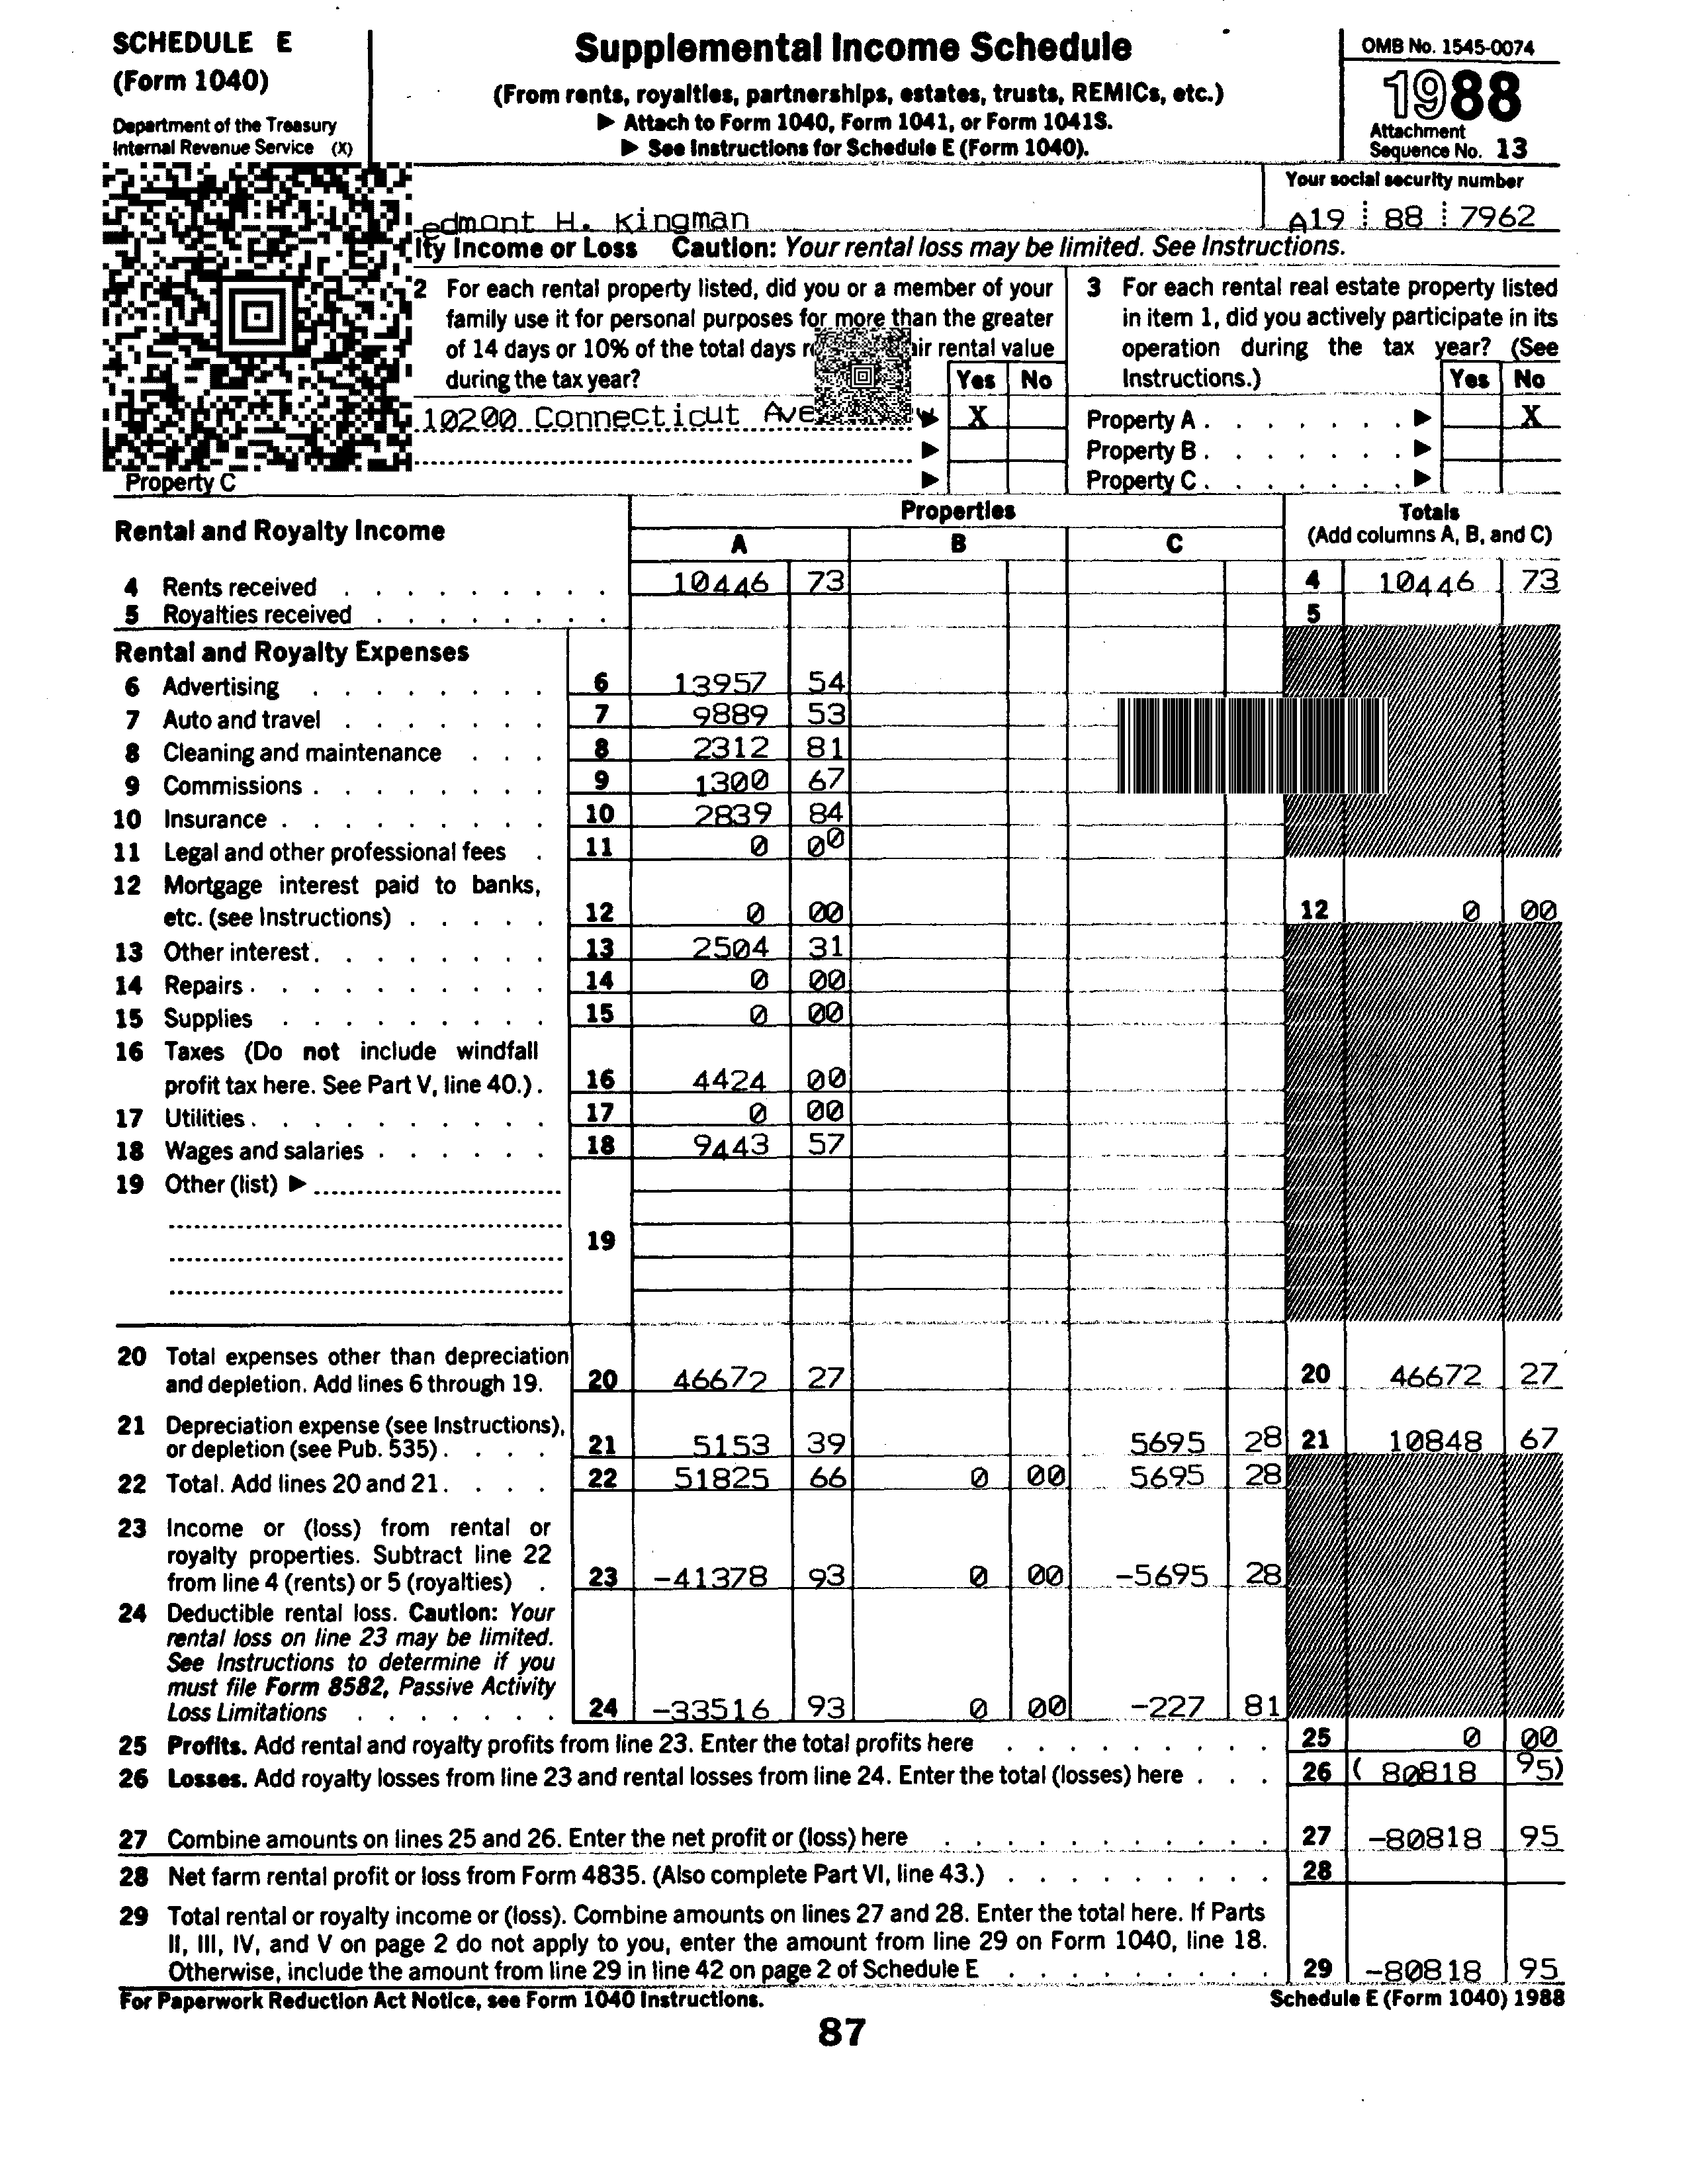 SCHEDULE E
(Form 1040)
Department of the Treasury
Internal Revenue Service (X)
Supplemental Income Schedule
(From rents, royalties, partnerships, estates, trusts, REMICs, etc.)
▶ Attach to Form 1040, Form 1041, or Form 1041S.
▶ See Instructions for Schedule E (Form 1040).
OMB No. 1545-0074
1988
Attachment
Sequence No. 13
Your social security number
edmont H. Kingman A19 88 7962
Income or Loss Caution: Your rental loss may be limited. See Instructions.
2 For each rental property listed, did you or a member of your
family use it for personal purposes for more than the greater
of 14 days or 10% of the total days rental value
during the tax year? Yes No
3 For each rental real estate property listed
in item 1, did you actively participate in its
operation during the tax year? (See
Instructions.) Yes No
10200 Connecticut Ave ▶ X Property A . . . . . . . ▶ X
▶ Property B . . . . . . . ▶
Property C ▶ Property C . . . . . . . ▶
Rental and Royalty Income Properties Totals
A B C (Add columns A, B, and C)
4 Rents received . . . . . . . . . 10446 73 4 10446 73
5 Royalties received . . . . . . . . 5
Rental and Royalty Expenses
6 Advertising . . . . . . . . 6 13957 54
7 Auto and travel . . . . . . . 7 9889 53
8 Cleaning and maintenance . . . 8 2312 81
9 Commissions . . . . . . . . 9 1300 67
10 Insurance . . . . . . . . . 10 2839 84
11 Legal and other professional fees . 11 0 00
12 Mortgage interest paid to banks,
etc. (see Instructions) . . . . . 12 0 00 12 0 00
13 Other interest . . . . . . . . 13 2504 31
14 Repairs . . . . . . . . . . 14 0 00
15 Supplies . . . . . . . . . 15 0 00
16 Taxes (Do not include windfall
profit tax here. See Part V, line 40.) . 16 4424 00
17 Utilities . . . . . . . . . . 17 0 00
18 Wages and salaries . . . . . . 18 9443 57
19 Other (list) ▶
19
20 Total expenses other than depreciation
and depletion. Add lines 6 through 19. 20 46672 27 20 46672 27
21 Depreciation expense (see Instructions),
or depletion (see Pub. 535) . . . . 21 5153 39 5695 28 21 10848 67
22 Total. Add lines 20 and 21 . . . . 22 51825 66 0 00 5695 28
23 Income or (loss) from rental or
royalty properties. Subtract line 22
from line 4 (rents) or 5 (royalties) . 23 -41378 93 0 00 -5695 28
24 Deductible rental loss. Caution: Your
rental loss on line 23 may be limited.
See Instructions to determine if you
must file Form 8582, Passive Activity
Loss Limitations . . . . . . . 24 -33516 93 0 00 -227 81
25 Profits. Add rental and royalty profits from line 23. Enter the total profits here . . . . . . . . . 25 0 00
26 Losses. Add royalty losses from line 23 and rental losses from line 24. Enter the total (losses) here . . . 26 ( 80818 95)
27 Combine amounts on lines 25 and 26. Enter the net profit or (loss) here . . . . . . . . . . . 27 -80818 95
28 Net farm rental profit or loss from Form 4835. (Also complete Part VI, line 43.) . . . . . . . . . 28
29 Total rental or royalty income or (loss). Combine amounts on lines 27 and 28. Enter the total here. If Parts
II, III, IV, and V on page 2 do not apply to you, enter the amount from line 29 on Form 1040, line 18.
Otherwise, include the amount from line 29 in line 42 on page 2 of Schedule E . . . . . . . . . 29 -80818 95
For Paperwork Reduction Act Notice, see Form 1040 Instructions. Schedule E (Form 1040) 1988
87